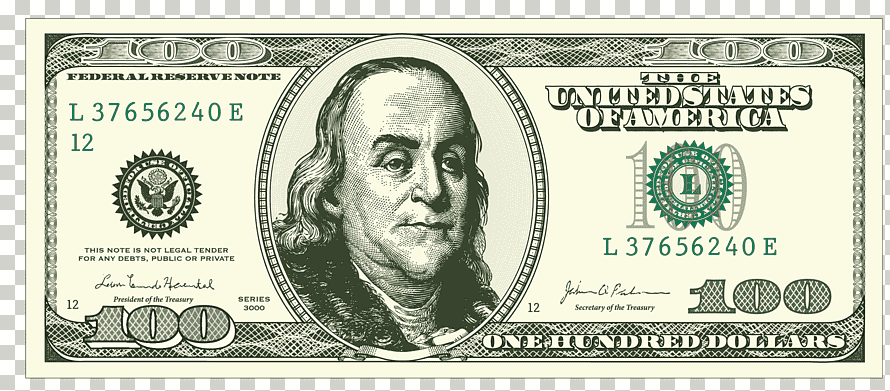 100 100
FEDERAL RESERVE NOTE
THE
UNITED STATES
OF AMERICA
L 37656240 E
12
100
L
L 37656240 E
THIS NOTE IS NOT LEGAL TENDER
FOR ANY DEBTS, PUBLIC OR PRIVATE
President of the Treasury
SERIES
3000
12
12
Secretary of the Treasury
100
100
ONE HUNDRED DOLLARS